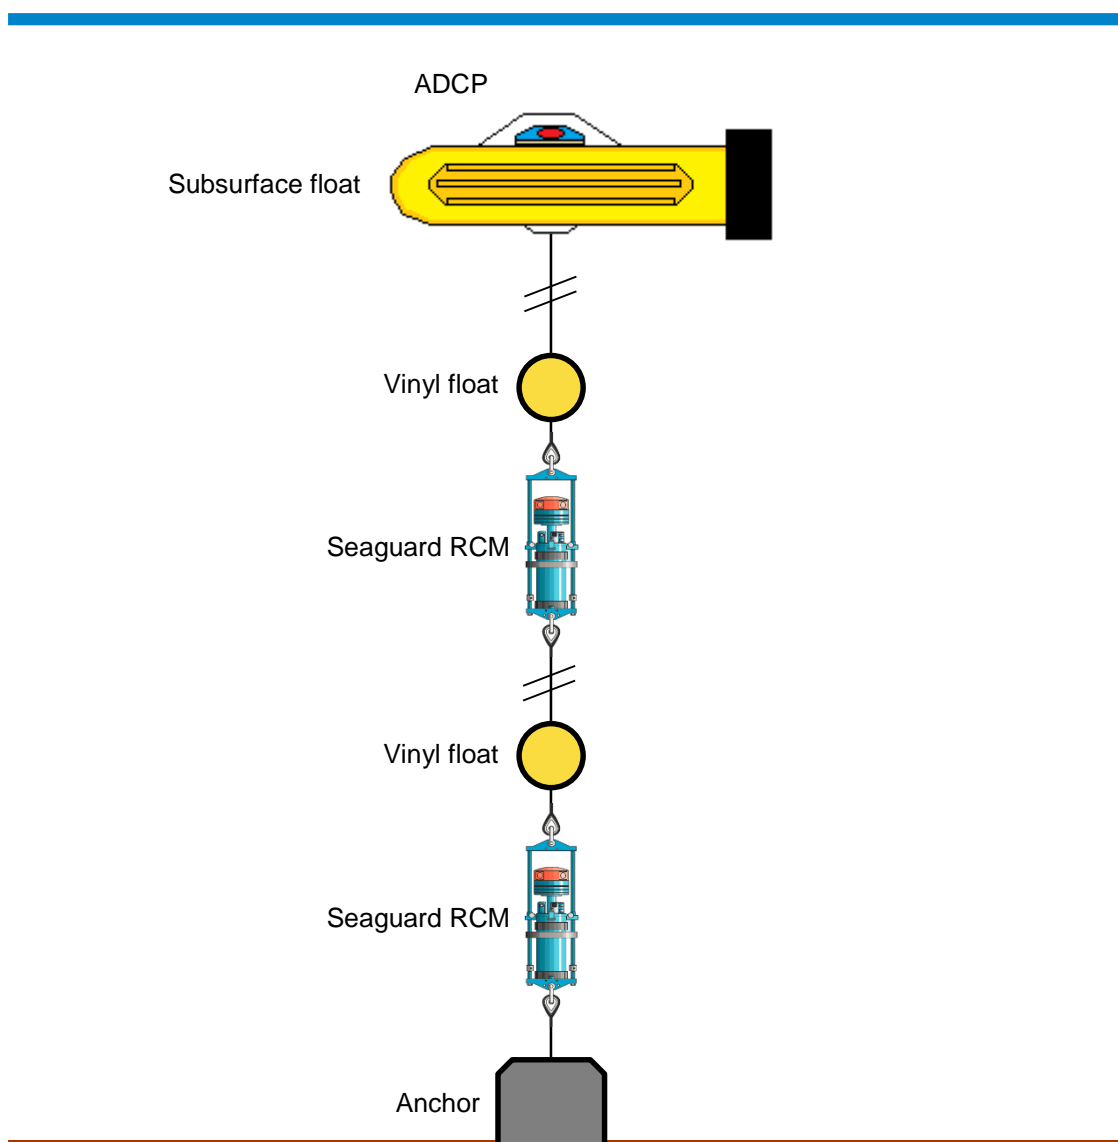 ADCP
Subsurface float
Vinyl float
Seaguard RCM
Vinyl float
Seaguard RCM
Anchor